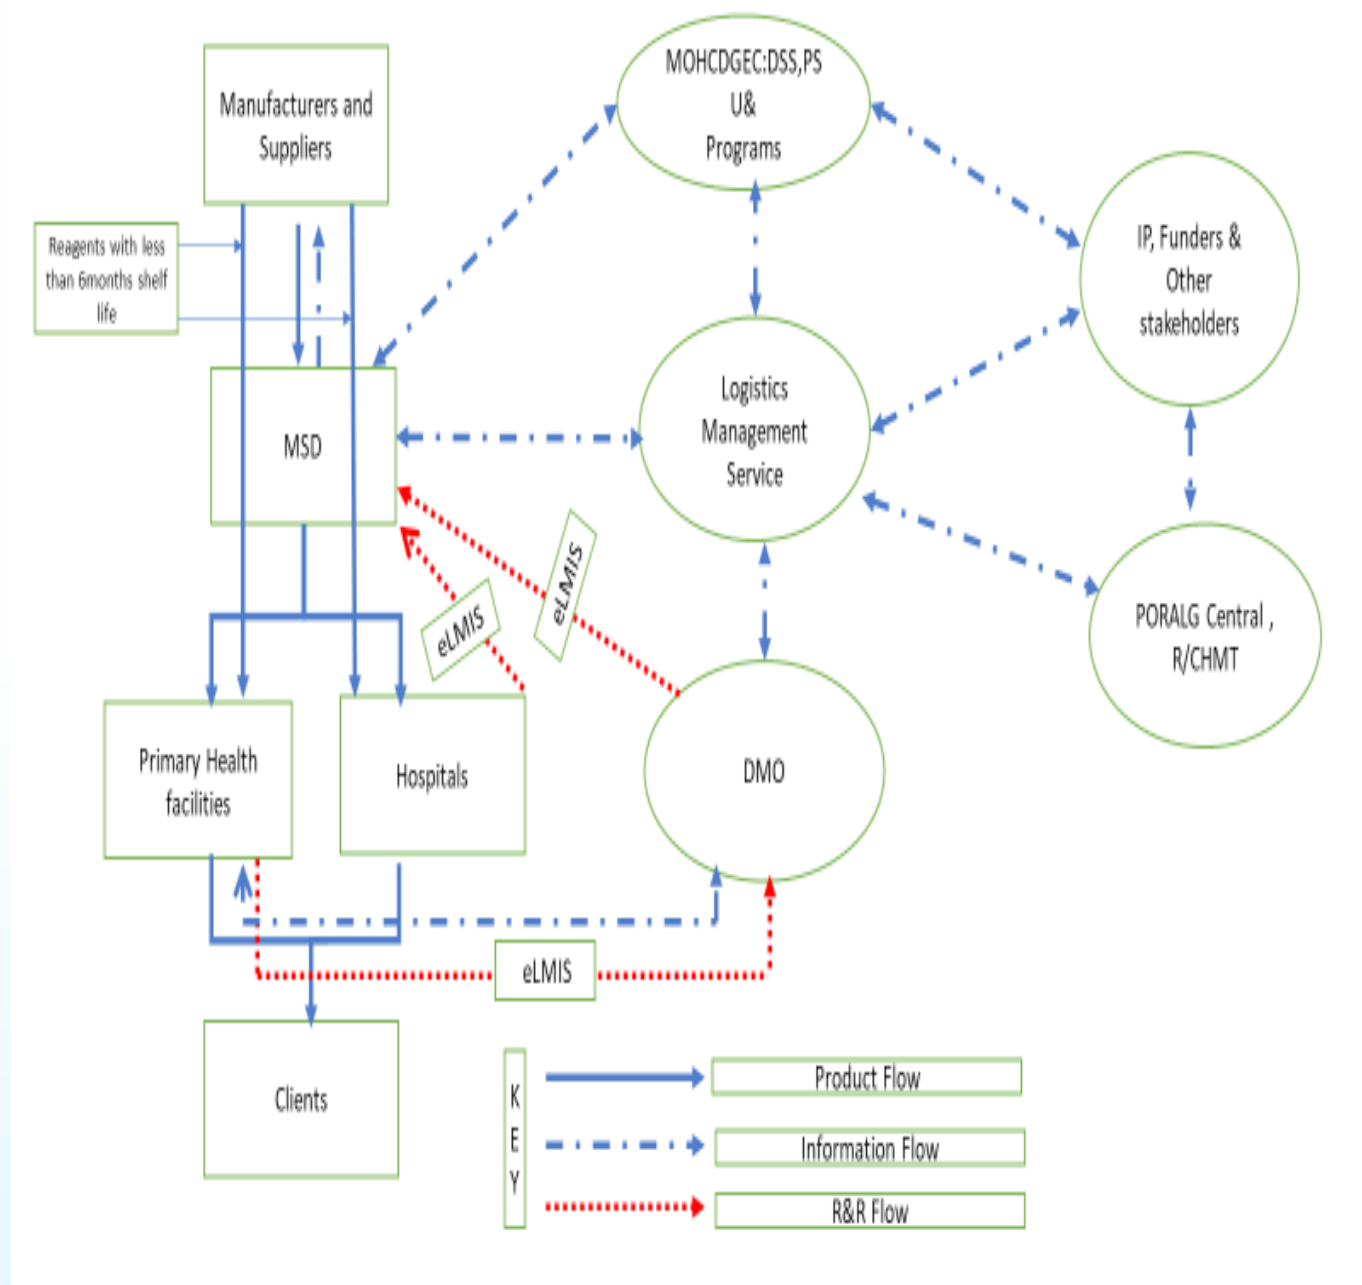 Manufacturers and
Suppliers
MOHCDGEC:DSS,PS
U&
Programs
Reagents with less
than 6months shelf
life
IP, Funders &
Other
stakeholders
MSD
Logistics
Management
Service
eLMIS
eLMIS
PORALG Central ,
R/CHMT
Primary Health
facilities
Hospitals
DMO
eLMIS
Clients
K
E
Y
Product Flow
Information Flow
R&R Flow